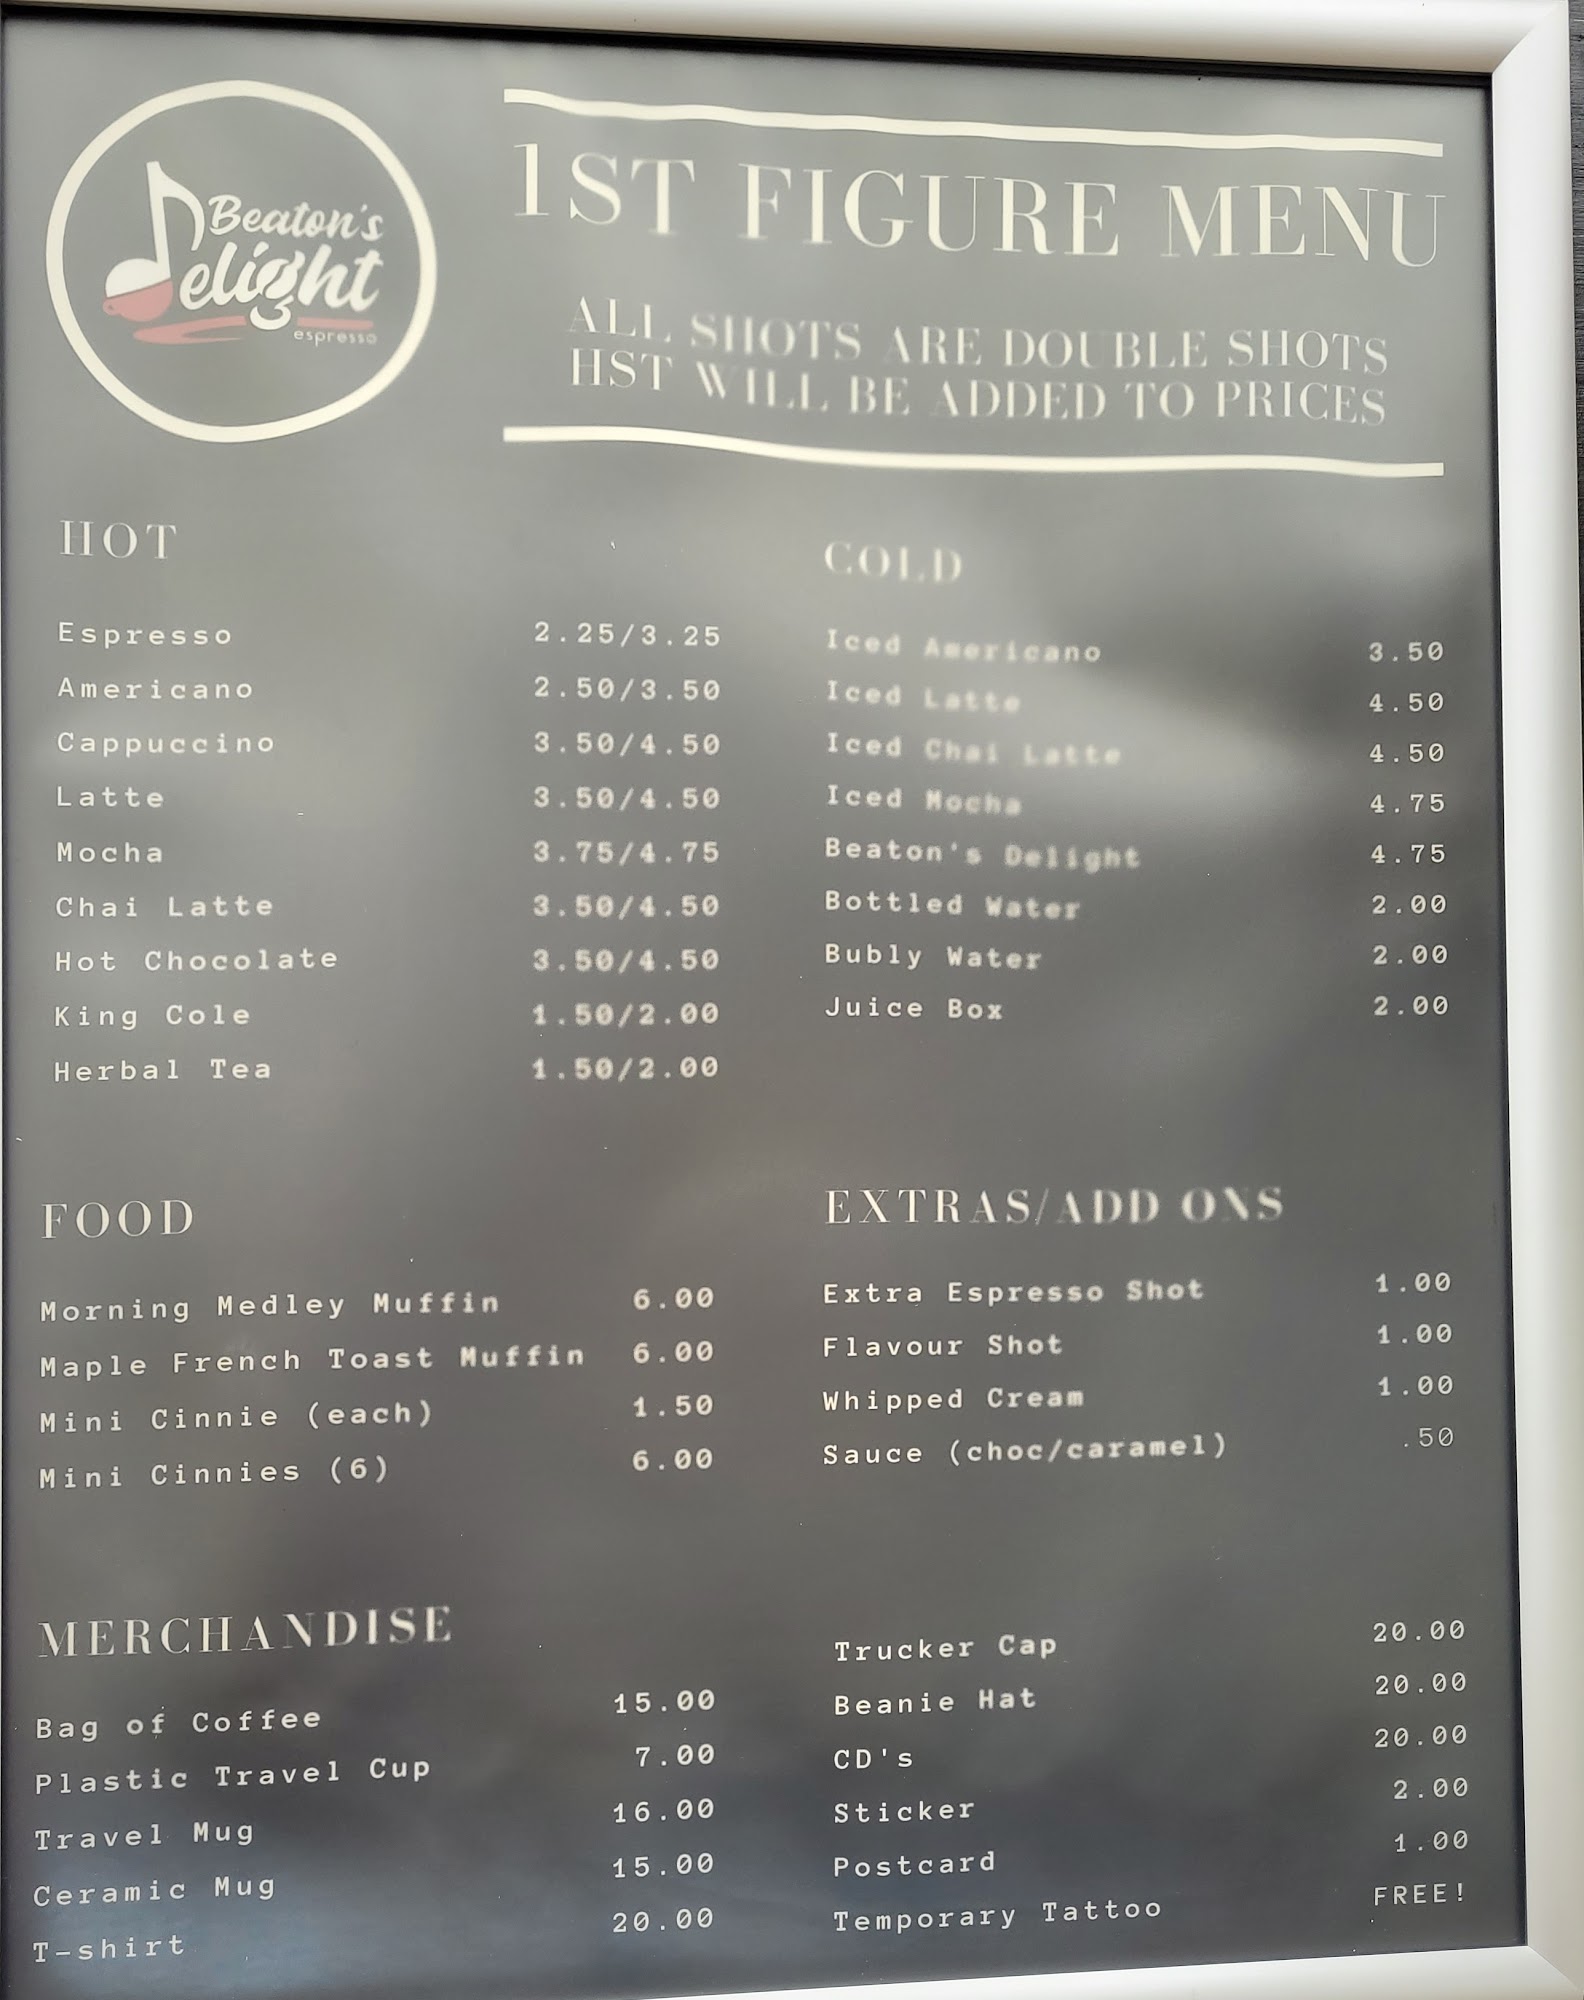 Beaton's
Delight
espresso
1ST FIGURE MENU
ALL SHOTS ARE DOUBLE SHOTS
HST WILL BE ADDED TO PRICES
HOT
Espresso 2.25/3.25
Americano 2.50/3.50
Cappuccino 3.50/4.50
Latte 3.50/4.50
Mocha 3.75/4.75
Chai Latte 3.50/4.50
Hot Chocolate 3.50/4.50
King Cole 1.50/2.00
Herbal Tea 1.50/2.00
COLD
Iced Americano 3.50
Iced Latte 4.50
Iced Chai Latte 4.50
Iced Mocha 4.75
Beaton's Delight 4.75
Bottled Water 2.00
Bubly Water 2.00
Juice Box 2.00
FOOD
Morning Medley Muffin 6.00
Maple French Toast Muffin 6.00
Mini Cinnie (each) 1.50
Mini Cinnies (6) 6.00
EXTRAS/ADD ONS
Extra Espresso Shot 1.00
Flavour Shot 1.00
Whipped Cream 1.00
Sauce (choc/caramel) .50
MERCHANDISE
Bag of Coffee 15.00
Plastic Travel Cup 7.00
Travel Mug 16.00
Ceramic Mug 15.00
T-shirt 20.00
Trucker Cap 20.00
Beanie Hat 20.00
CD's 20.00
Sticker 2.00
Postcard 1.00
Temporary Tattoo FREE!